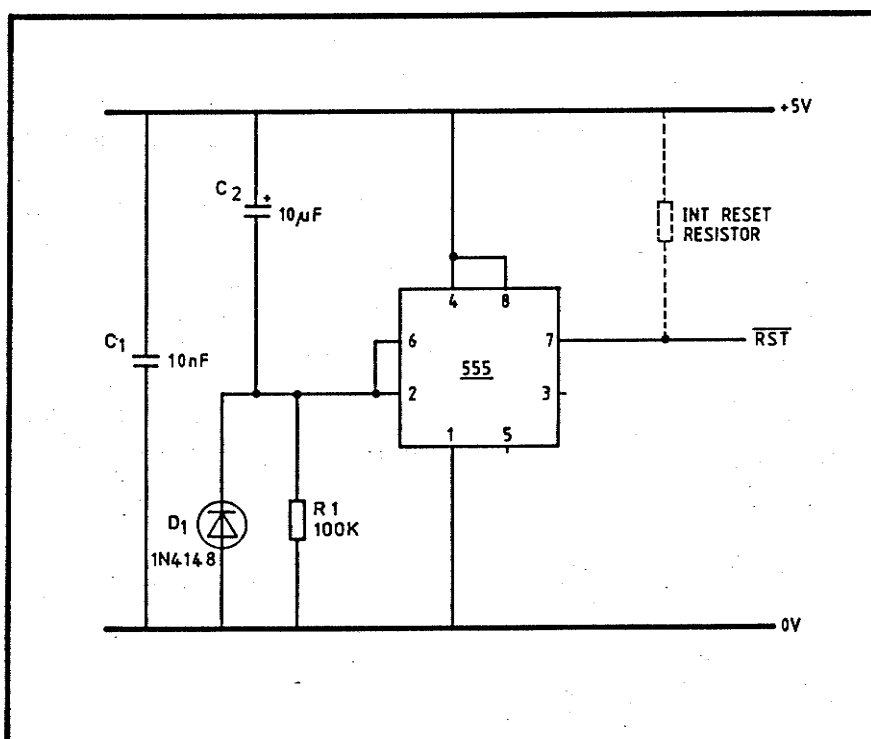 +5V
C2
+
10µF
INT RESET
RESISTOR
4 8
C1
10nF
6
7
R̅S̅T̅
555
2
3
1 5
D1
1N4148
R1
100K
0V